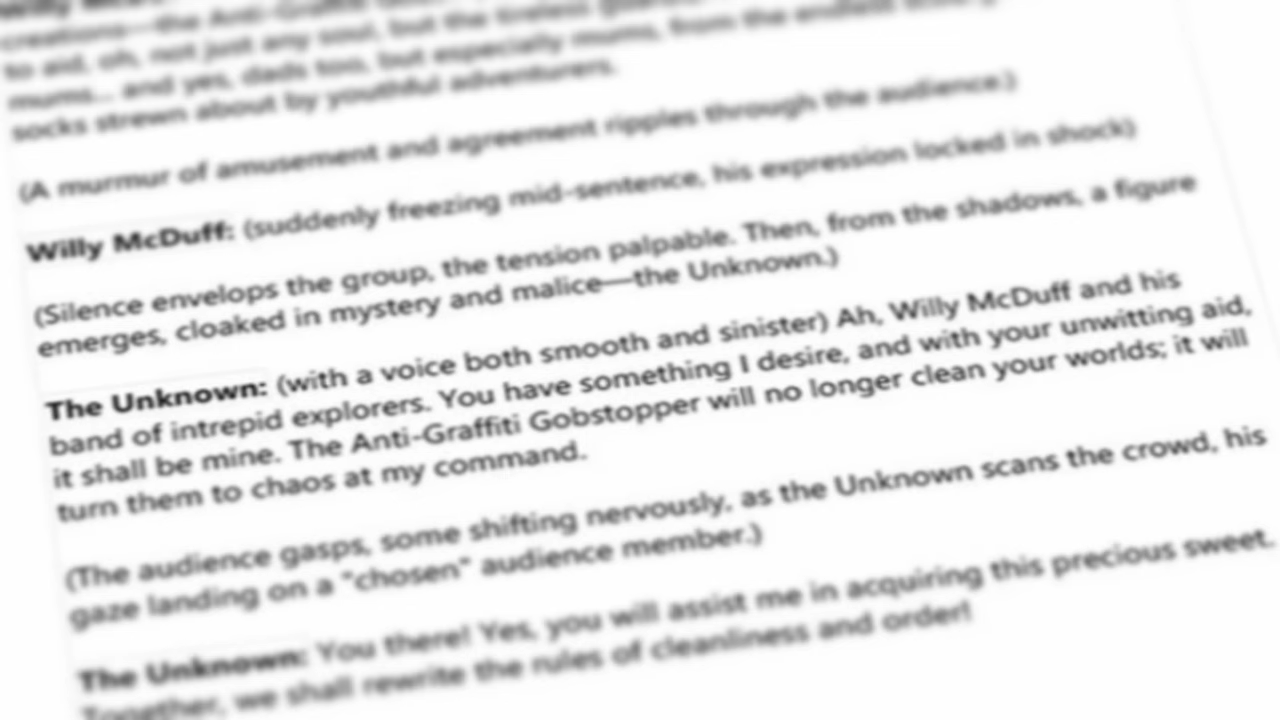 Willy
creations—the Anti-Graffiti
to aid, oh, not just any soul, but the tireless
mums... and yes, dads too, but especially mums, from the endless
socks strewn about by youthful adventurers.
(A murmur of amusement and agreement ripples through the audience.)
Willy McDuff: (suddenly freezing mid-sentence, his expression locked in shock)
(Silence envelops the group, the tension palpable. Then, from the shadows, a figure
emerges, cloaked in mystery and malice—the Unknown.)
The Unknown: (with a voice both smooth and sinister) Ah, Willy McDuff and his
band of intrepid explorers. You have something I desire, and with your unwitting aid,
it shall be mine. The Anti-Graffiti Gobstopper will no longer clean your worlds; it will
turn them to chaos at my command.
(The audience gasps, some shifting nervously, as the Unknown scans the crowd, his
gaze landing on a "chosen" audience member.)
The Unknown: You there! Yes, you will assist me in acquiring this precious sweet.
Together, we shall rewrite the rules of cleanliness and order!